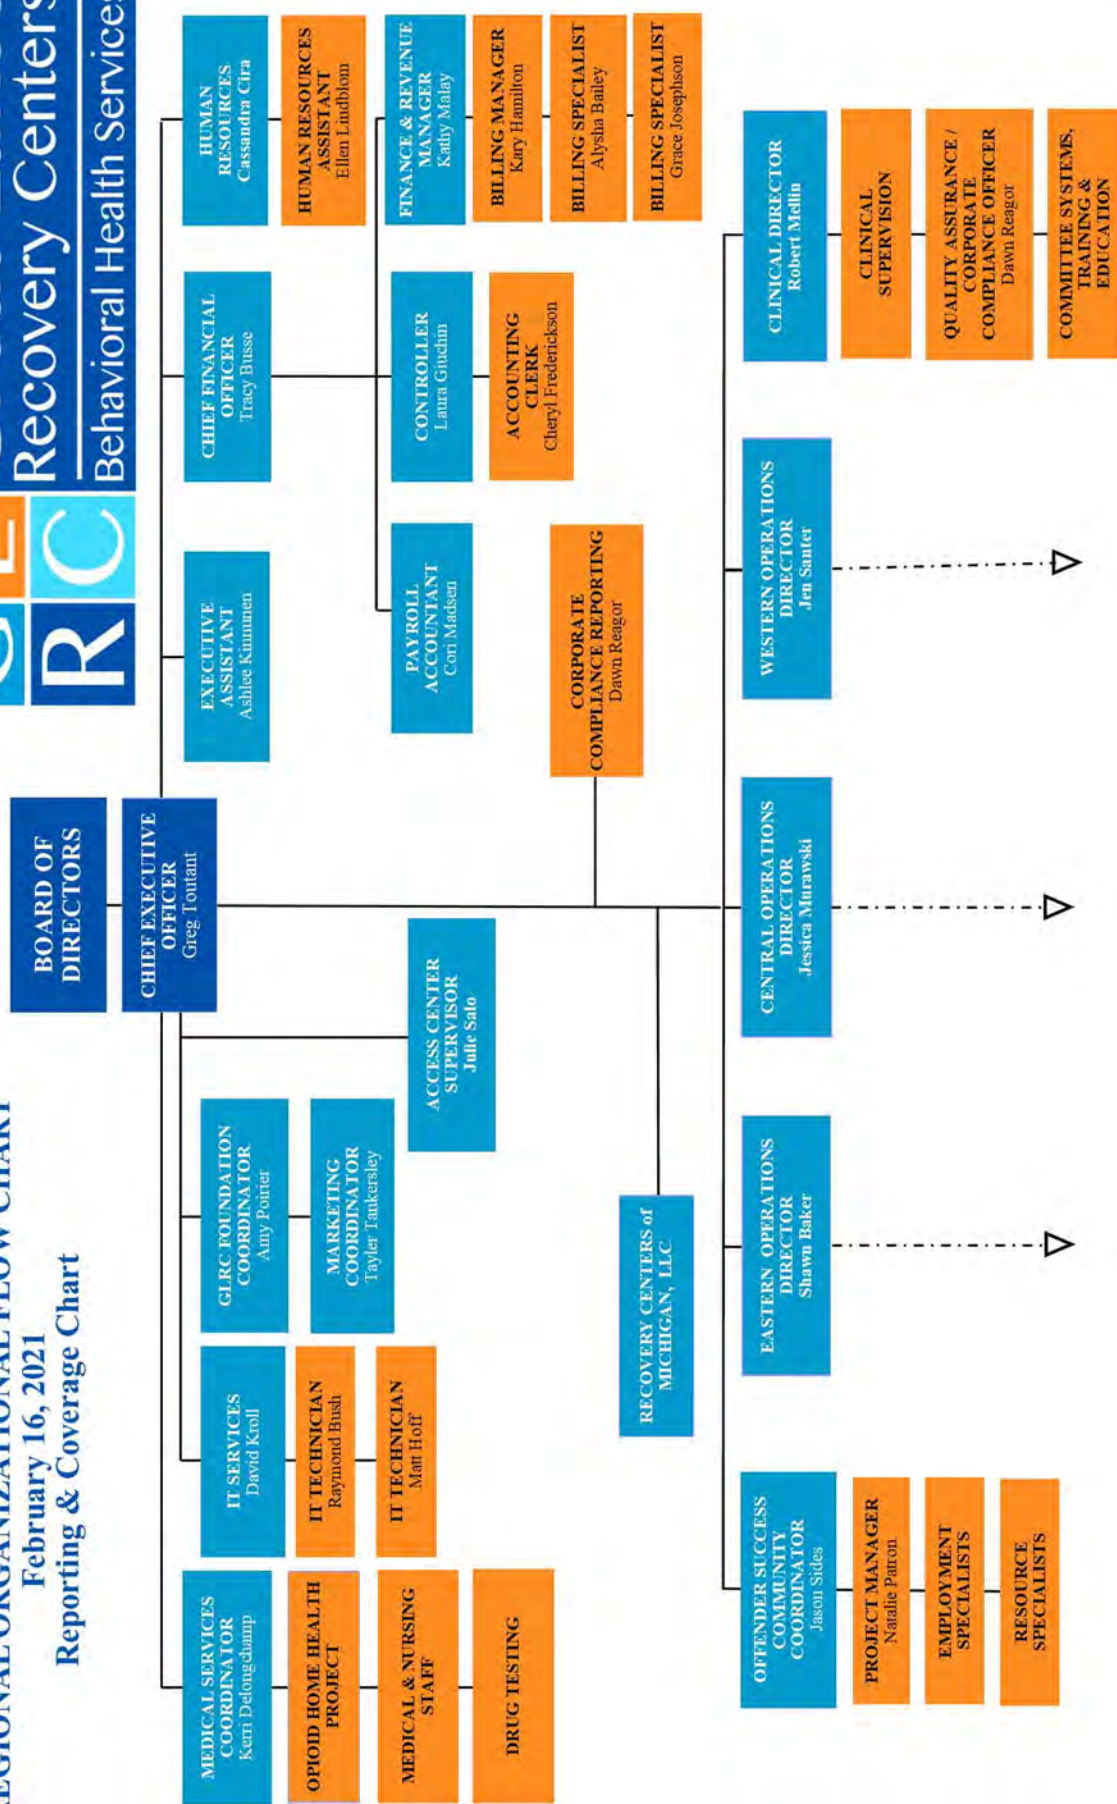 REGIONAL ORGANIZATIONAL FLOW CHART
February 16, 2021
Reporting & Coverage Chart
R C
Recovery Centers
Behavioral Health Services
BOARD OF
DIRECTORS
CHIEF EXECUTIVE
OFFICER
Greg Toutant
MEDICAL SERVICES
COORDINATOR
Kerri Delongchamp
OPIOID HOME HEALTH
PROJECT
MEDICAL & NURSING
STAFF
DRUG TESTING
IT SERVICES
David Kroll
IT TECHNICIAN
Raymond Bush
IT TECHNICIAN
Matt Hoff
GLRC FOUNDATION
COORDINATOR
Amy Poirier
MARKETING
COORDINATOR
Tayler Tankersley
ACCESS CENTER
SUPERVISOR
Julie Salo
EXECUTIVE
ASSISTANT
Ashlee Kinnunen
CHIEF FINANCIAL
OFFICER
Tracy Busse
HUMAN
RESOURCES
Cassandra Cira
HUMAN RESOURCES
ASSISTANT
Ellen Lindblom
PAYROLL
ACCOUNTANT
Cori Madsen
CONTROLLER
Laura Giuchin
ACCOUNTING
CLERK
Cheryl Frederickson
FINANCE & REVENUE
MANAGER
Kathy Malay
BILLING MANAGER
Kary Hamilton
BILLING SPECIALIST
Alysha Bailey
BILLING SPECIALIST
Grace Josephson
CORPORATE
COMPLIANCE REPORTING
Dawn Reagor
RECOVERY CENTERS of
MICHIGAN, LLC
OFFENDER SUCCESS
COMMUNITY
COORDINATOR
Jason Sides
PROJECT MANAGER
Natalie Patron
EMPLOYMENT
SPECIALISTS
RESOURCE
SPECIALISTS
EASTERN OPERATIONS
DIRECTOR
Shawn Baker
CENTRAL OPERATIONS
DIRECTOR
Jessica Murawski
WESTERN OPERATIONS
DIRECTOR
Jen Santer
CLINICAL DIRECTOR
Robert Mellin
CLINICAL
SUPERVISION
QUALITY ASSURANCE /
CORPORATE
COMPLIANCE OFFICER
Dawn Reagor
COMMITTEE SYSTEMS,
TRAINING &
EDUCATION